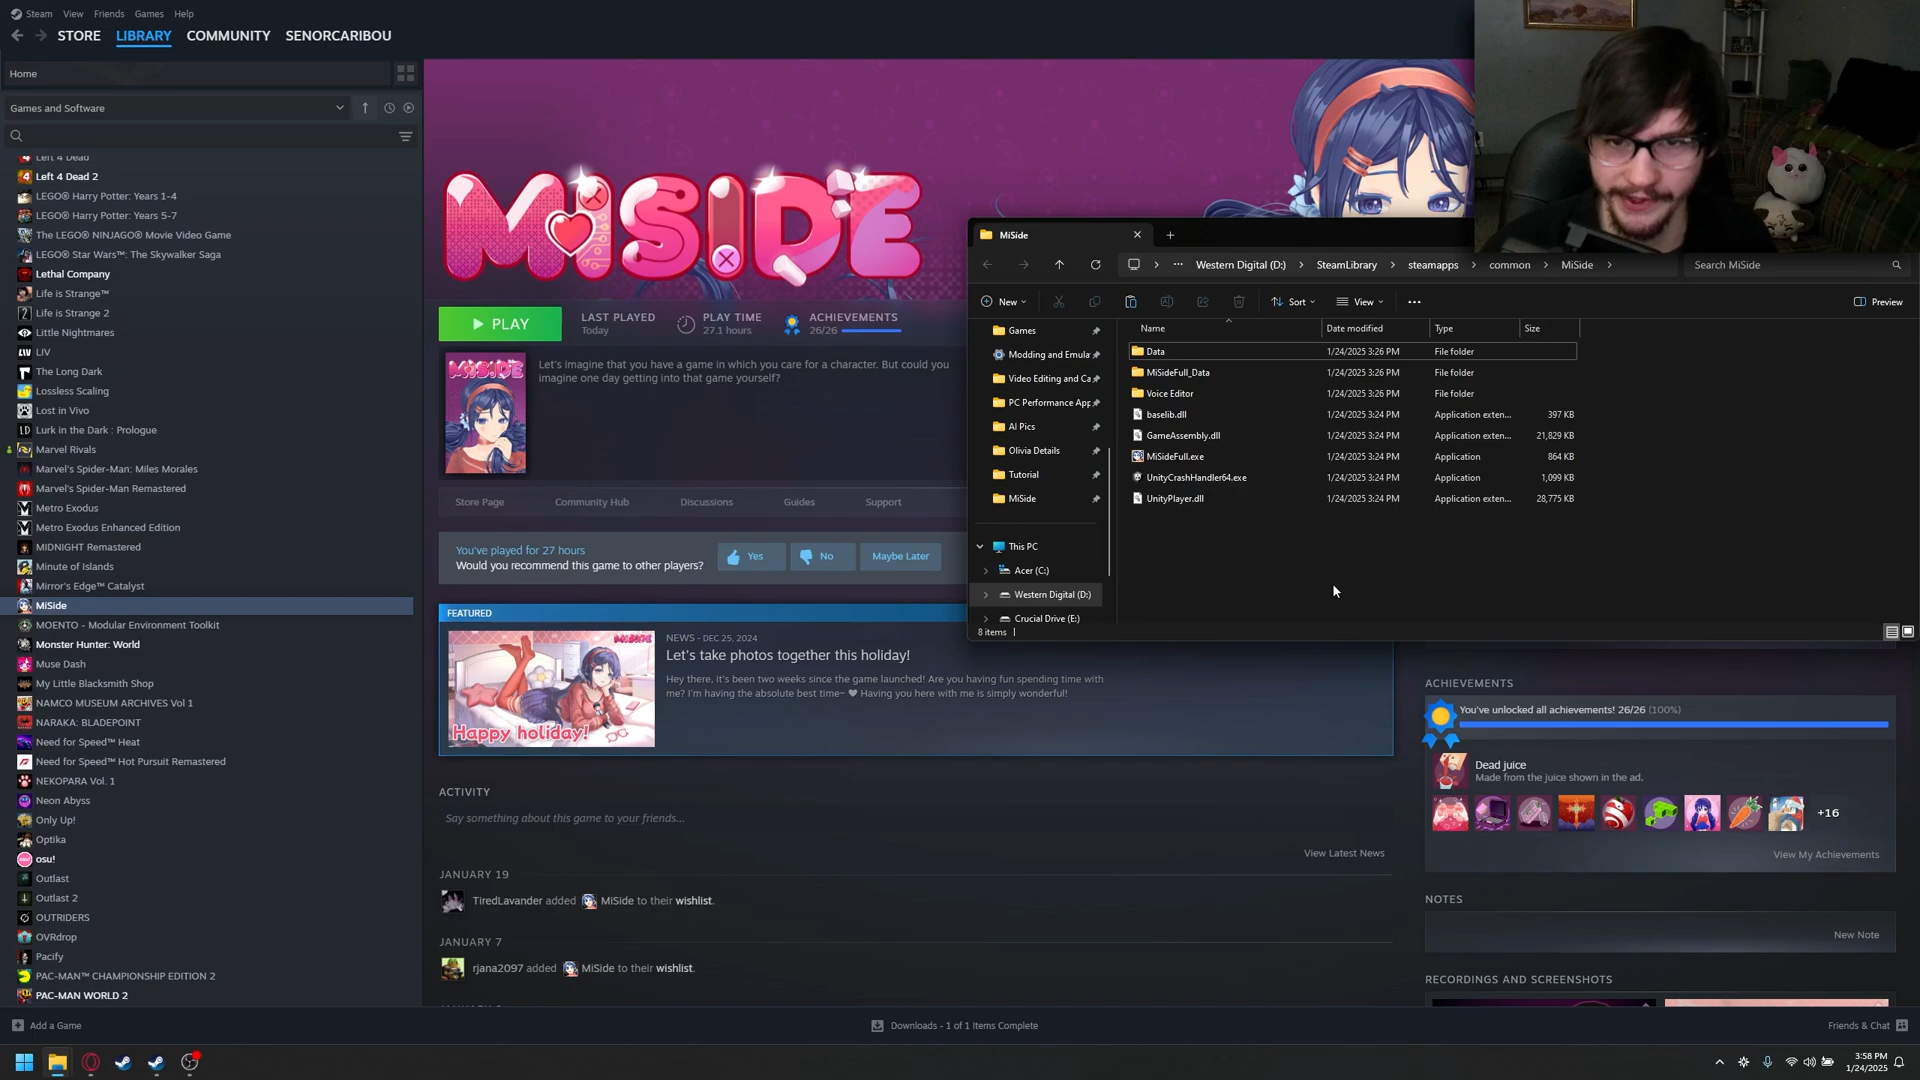 Steam View Friends Games Help
STORE LIBRARY COMMUNITY SENORCARIBOU
Home
Games and Software
Left 4 Dead
Left 4 Dead 2
LEGO® Harry Potter: Years 1-4
LEGO® Harry Potter: Years 5-7
The LEGO® NINJAGO® Movie Video Game
LEGO® Star Wars™: The Skywalker Saga
Lethal Company
Life is Strange™
Life is Strange 2
Little Nightmares
LIV
The Long Dark
Lossless Scaling
Lost in Vivo
Lurk in the Dark : Prologue
Marvel Rivals
Marvel's Spider-Man: Miles Morales
Marvel's Spider-Man Remastered
Metro Exodus
Metro Exodus Enhanced Edition
MIDNIGHT Remastered
Minute of Islands
Mirror's Edge™ Catalyst
MiSide
MOENTO - Modular Environment Toolkit
Monster Hunter: World
Muse Dash
My Little Blacksmith Shop
NAMCO MUSEUM ARCHIVES Vol 1
NARAKA: BLADEPOINT
Need for Speed™ Heat
Need for Speed™ Hot Pursuit Remastered
NEKOPARA Vol. 1
Neon Abyss
Only Up!
Optika
osu!
Outlast
Outlast 2
OUTRIDERS
OVRdrop
Pacify
PAC-MAN™ CHAMPIONSHIP EDITION 2
PAC-MAN WORLD 2
Add a Game
MiSIDE
PLAY
LAST PLAYED
Today
PLAY TIME
27.1 hours
ACHIEVEMENTS
26/26
MiSIDE
Let's imagine that you have a game in which you care for a character. But could you
imagine one day getting into that game yourself?
Store Page Community Hub Discussions Guides Support
You've played for 27 hours
Would you recommend this game to other players?
Yes No Maybe Later
FEATURED
MiSIDE
Happy holiday!
NEWS - DEC 25, 2024
Let's take photos together this holiday!
Hey there, it's been two weeks since the game launched! Are you having fun spending time with
me? I'm having the absolute best time~ ❤ Having you here with me is simply wonderful!
ACTIVITY
Say something about this game to your friends...
View Latest News
JANUARY 19
TiredLavander added MiSide to their wishlist.
JANUARY 7
rjana2097 added MiSide to their wishlist.
Downloads - 1 of 1 Items Complete
MiSide
Western Digital (D:) SteamLibrary steamapps common MiSide
Search MiSide
New Sort View Preview
Games
Modding and Emula
Video Editing and Ca
PC Performance App
AI Pics
Olivia Details
Tutorial
MiSide
This PC
Acer (C:)
Western Digital (D:)
Crucial Drive (E:)
8 items
Name Date modified Type Size
Data 1/24/2025 3:26 PM File folder
MiSideFull_Data 1/24/2025 3:26 PM File folder
Voice Editor 1/24/2025 3:26 PM File folder
baselib.dll 1/24/2025 3:24 PM Application exten... 397 KB
GameAssembly.dll 1/24/2025 3:24 PM Application exten... 21,829 KB
MiSideFull.exe 1/24/2025 3:24 PM Application 864 KB
UnityCrashHandler64.exe 1/24/2025 3:24 PM Application 1,099 KB
UnityPlayer.dll 1/24/2025 3:24 PM Application exten... 28,775 KB
ACHIEVEMENTS
You've unlocked all achievements! 26/26 (100%)
Dead juice
Made from the juice shown in the ad.
+16
View My Achievements
NOTES
New Note
RECORDINGS AND SCREENSHOTS
Friends & Chat
3:58 PM
1/24/2025